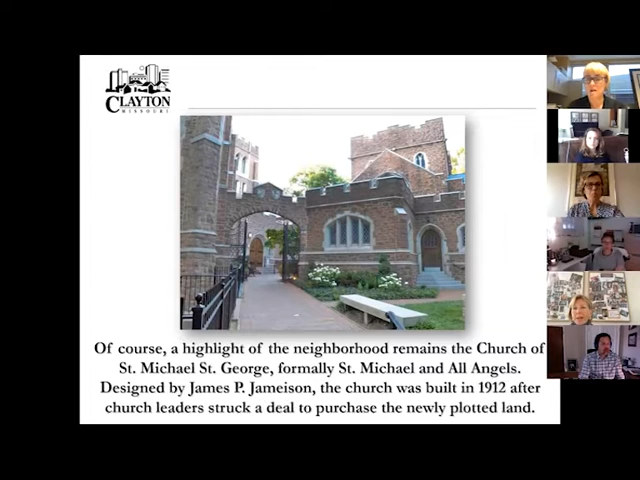 CLAYTON
MISSOURI
Of course, a highlight of the neighborhood remains the Church of
St. Michael St. George, formally St. Michael and All Angels.
Designed by James P. Jameison, the church was built in 1912 after
church leaders struck a deal to purchase the newly plotted land.